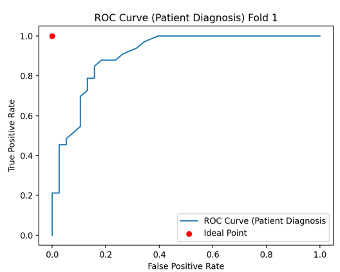 ROC Curve (Patient Diagnosis) Fold 1
1.0
0.8
0.6
0.4
0.2
0.0
True Positive Rate
ROC Curve (Patient Diagnosis
Ideal Point
0.0 0.2 0.4 0.6 0.8 1.0
False Positive Rate